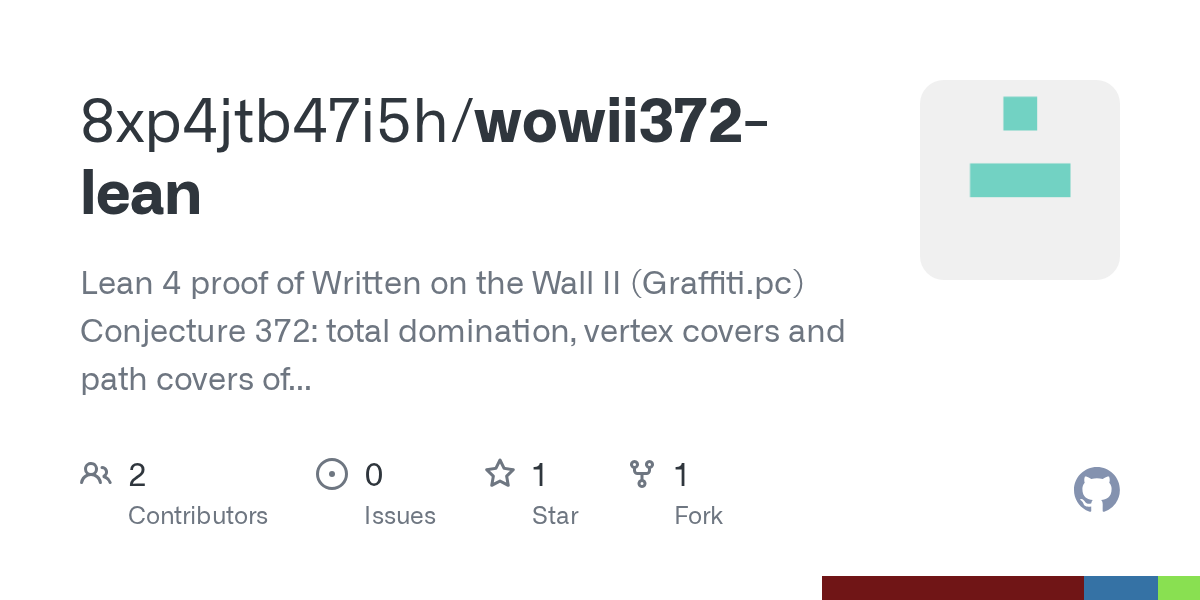 8xp4jtb47i5h/wowii372-
lean
Lean 4 proof of Written on the Wall II (Graffiti.pc)
Conjecture 372: total domination, vertex covers and
path covers of...
2
Contributors
0
Issues
1
Star
1
Fork